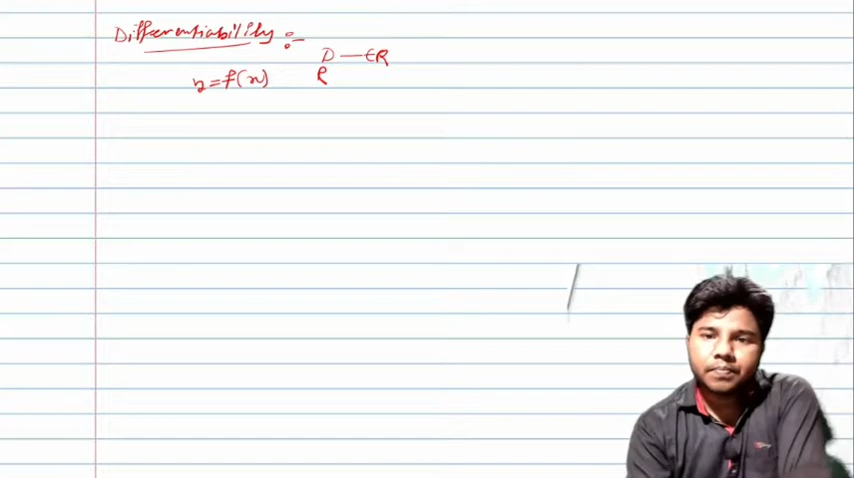 Differentiability :-
D — ∈R
y = f(x) R